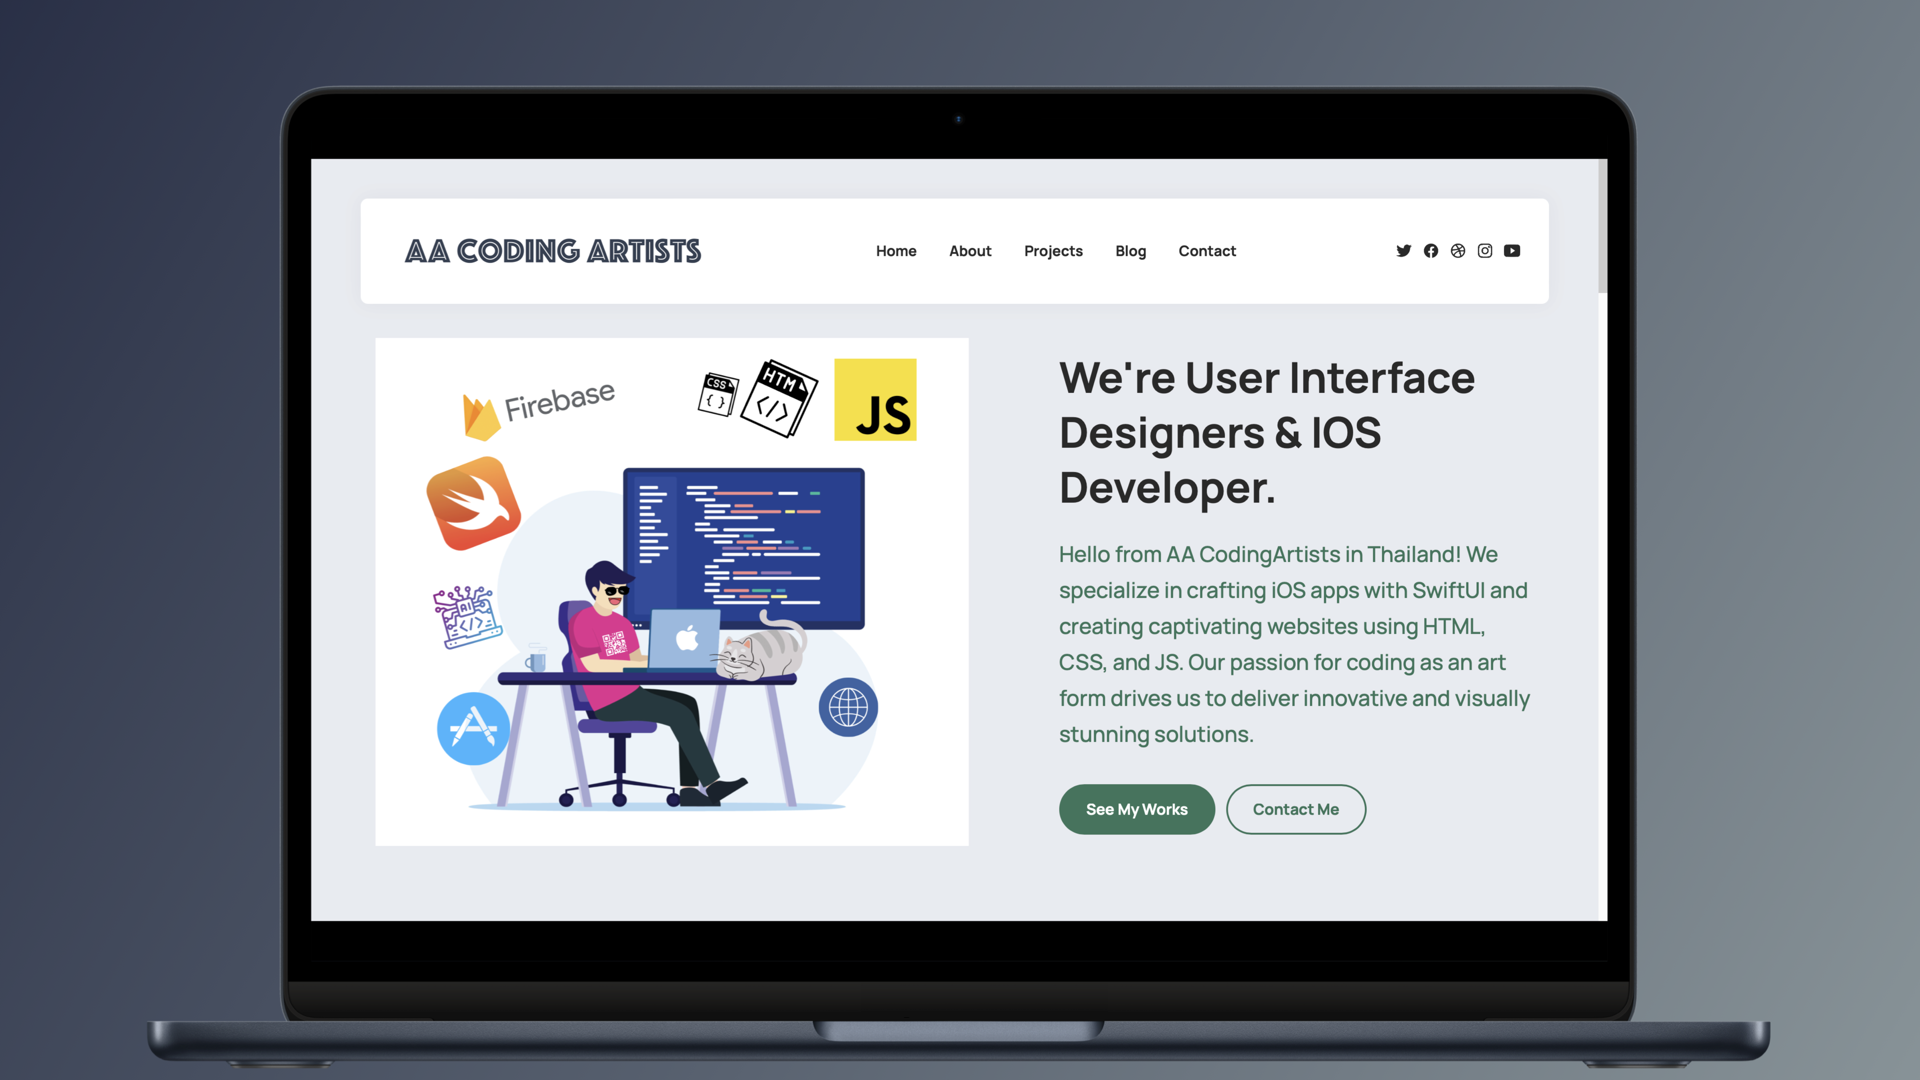 AA CODING ARTISTS
Home About Projects Blog Contact
Firebase
CSS
HTM
JS
AI
We're User Interface
Designers & IOS
Developer.
Hello from AA CodingArtists in Thailand! We
specialize in crafting iOS apps with SwiftUI and
creating captivating websites using HTML,
CSS, and JS. Our passion for coding as an art
form drives us to deliver innovative and visually
stunning solutions.
See My Works Contact Me